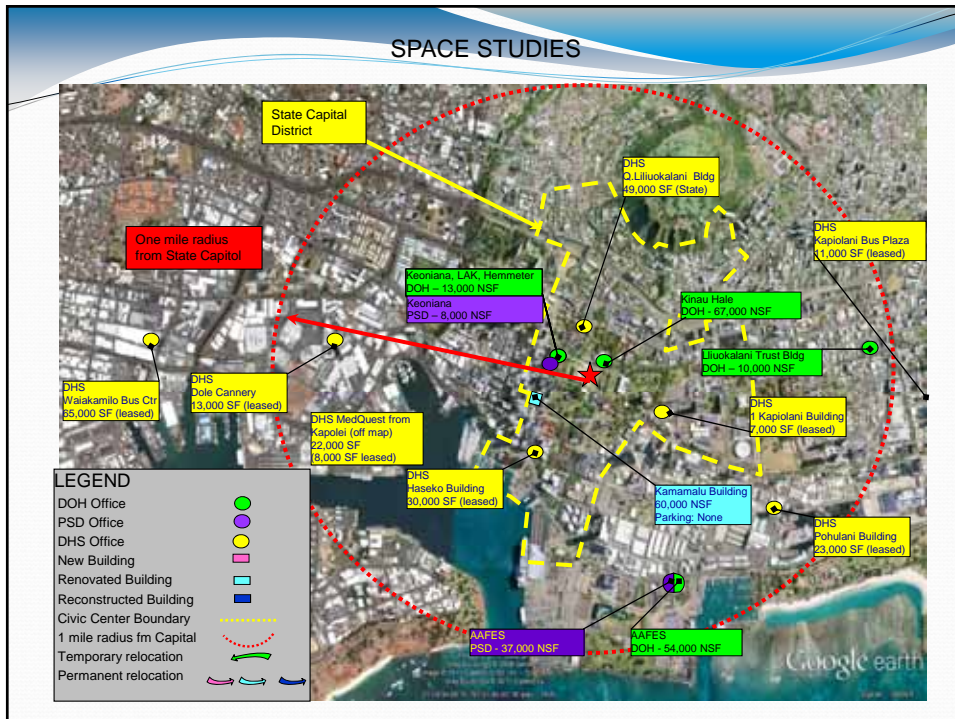 SPACE STUDIES
State Capital
District
DHS
Q.Liliuokalani Bldg
49,000 SF (State)
DHS
Kapiolani Bus Plaza
11,000 SF (leased)
One mile radius
from State Capitol
Keoniana, LAK, Hemmeter
DOH – 13,000 NSF
Keoniana
PSD – 8,000 NSF
Kinau Hale
DOH - 67,000 NSF
Lliuokalani Trust Bldg
DOH – 10,000 NSF
DHS
Waiakamilo Bus Ctr
65,000 SF (leased)
DHS
Dole Cannery
13,000 SF (leased)
DHS MedQuest from
Kapolei (off map)
22,000 SF
(8,000 SF leased)
DHS
1 Kapiolani Building
7,000 SF (leased)
DHS
Haseko Building
30,000 SF (leased)
Kamamalu Building
60,000 NSF
Parking: None
DHS
Pohulani Building
23,000 SF (leased)
LEGEND
DOH Office
PSD Office
DHS Office
New Building
Renovated Building
Reconstructed Building
Civic Center Boundary
1 mile radius fm Capital
Temporary relocation
Permanent relocation
AAFES
PSD - 37,000 NSF
AAFES
DOH - 54,000 NSF
Google earth